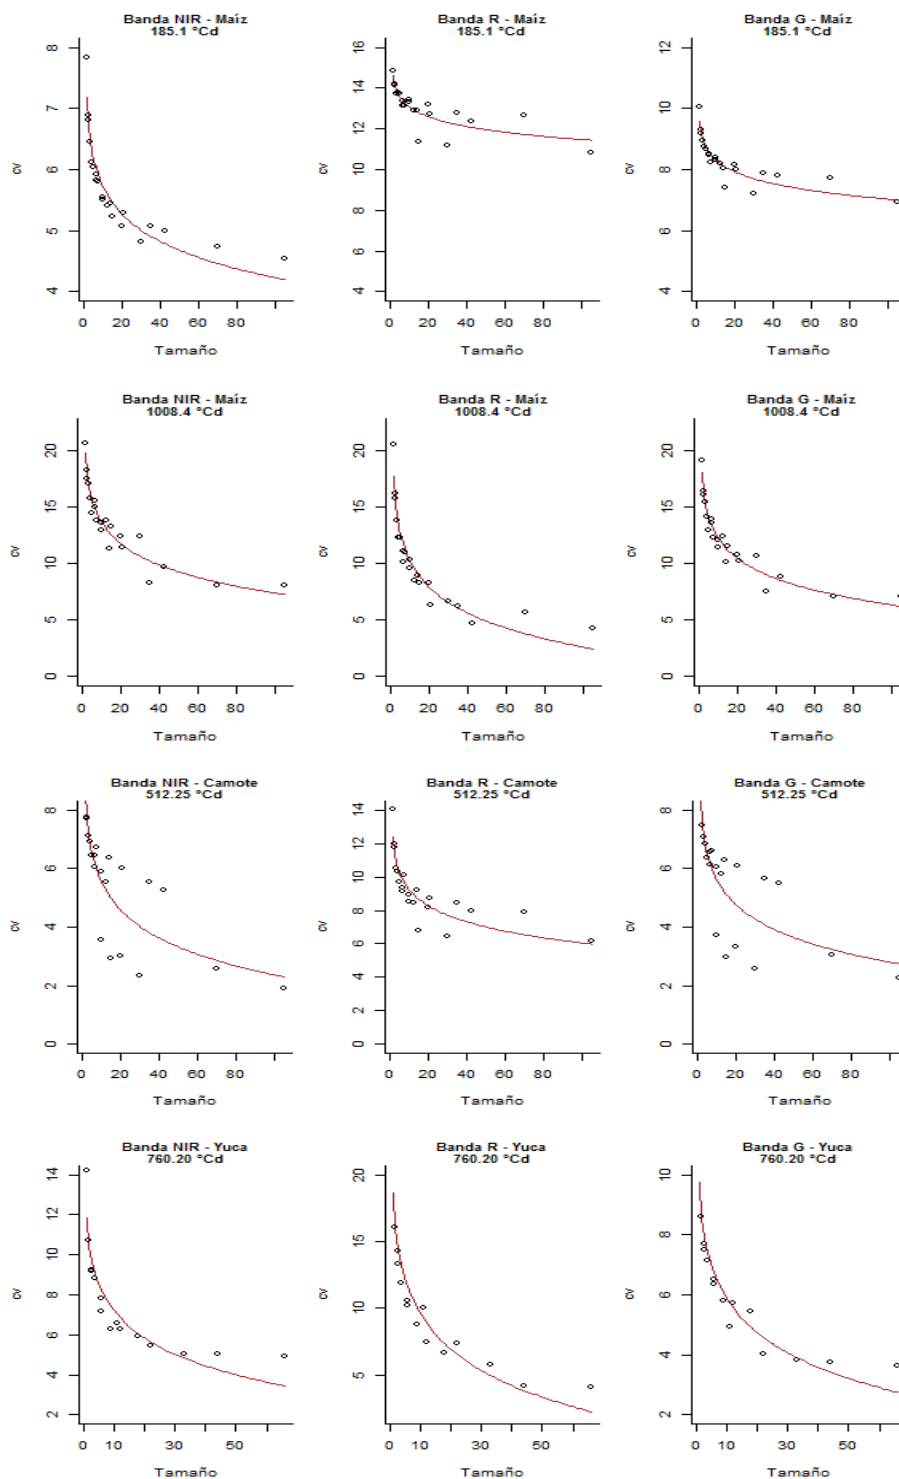 Banda NIR - Maíz
185.1 °Cd
8
7
6
5
4
cv
0 20 40 60 80
Tamaño
Banda R - Maíz
185.1 °Cd
16
14
12
10
8
6
4
cv
0 20 40 60 80
Tamaño
Banda G - Maíz
185.1 °Cd
12
10
8
6
4
cv
0 20 40 60 80
Tamaño
Banda NIR - Maíz
1008.4 °Cd
20
15
10
5
0
cv
0 20 40 60 80
Tamaño
Banda R - Maíz
1008.4 °Cd
20
15
10
5
0
cv
0 20 40 60 80
Tamaño
Banda G - Maíz
1008.4 °Cd
20
15
10
5
0
cv
0 20 40 60 80
Tamaño
Banda NIR - Camote
512.25 °Cd
8
6
4
2
0
cv
0 20 40 60 80
Tamaño
Banda R - Camote
512.25 °Cd
14
12
10
8
6
4
2
0
cv
0 20 40 60 80
Tamaño
Banda G - Camote
512.25 °Cd
8
6
4
2
0
cv
0 20 40 60 80
Tamaño
Banda NIR - Yuca
760.20 °Cd
14
12
10
8
6
4
2
cv
0 10 30 50
Tamaño
Banda R - Yuca
760.20 °Cd
20
15
10
5
cv
0 10 30 50
Tamaño
Banda G - Yuca
760.20 °Cd
10
8
6
4
2
cv
0 10 30 50
Tamaño